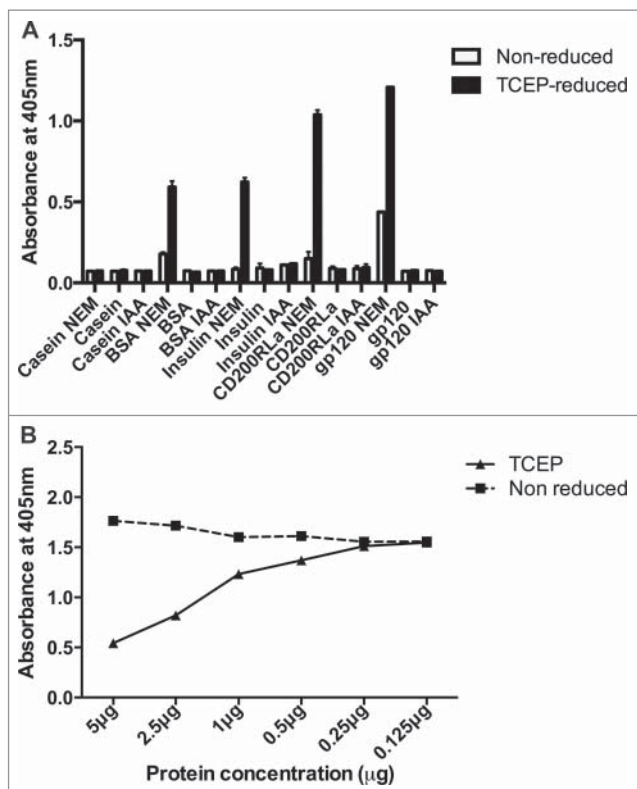 A
Non-reduced
TCEP-reduced
Absorbance at 405nm
1.5
1.0
0.5
0.0
Casein NEM
Casein
Casein IAA
BSA NEM
BSA
BSA IAA
Insulin NEM
Insulin
Insulin IAA
CD200RLa NEM
CD200RLa
CD200RLa IAA
gp120 NEM
gp120
gp120 IAA
B
TCEP
Non reduced
Absorbance at 405nm
2.5
2.0
1.5
1.0
0.5
0.0
5µg
2.5µg
1µg
0.5µg
0.25µg
0.125µg
Protein concentration (µg)